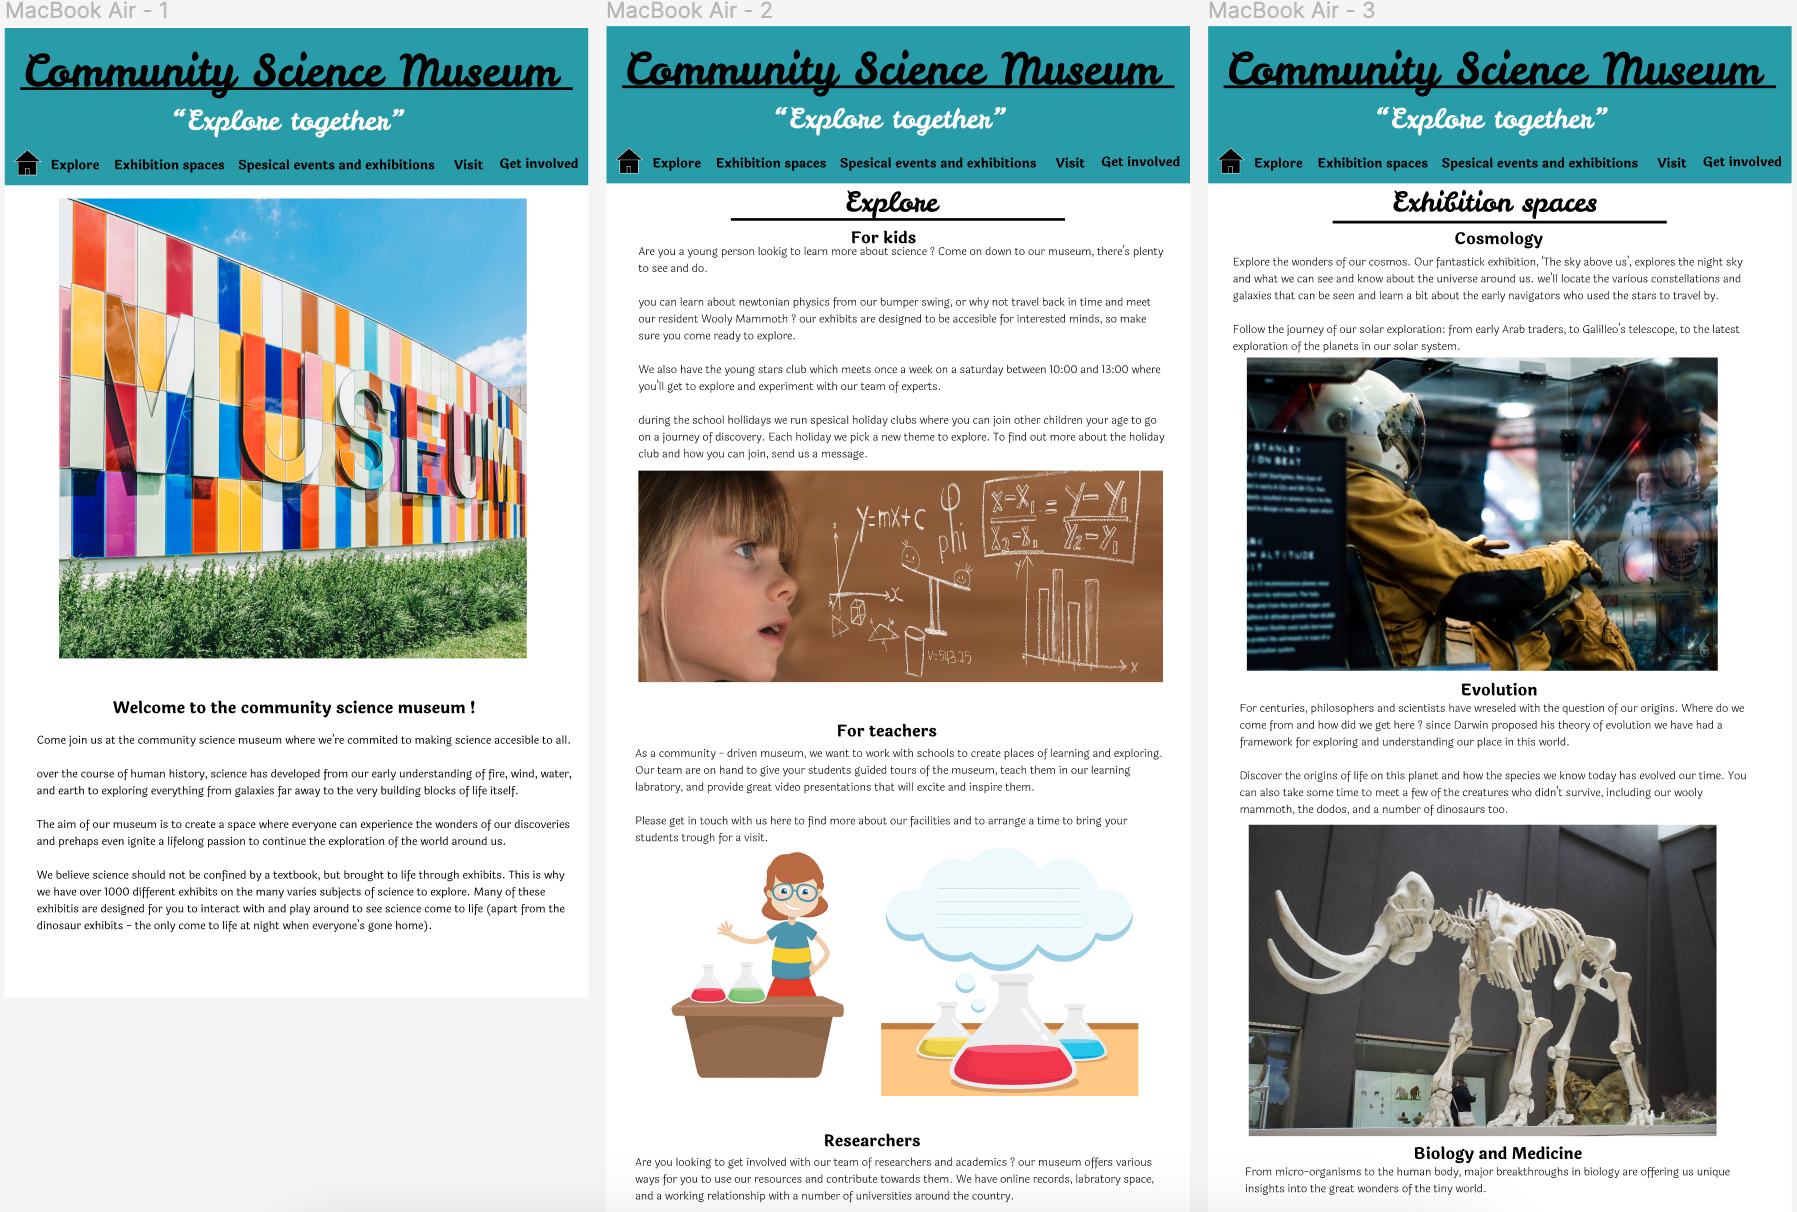 MacBook Air - 1
Community Science Museum
"Explore together"
Explore Exhibition spaces Spesical events and exhibitions Visit Get involved
MUSEUM
Welcome to the community science museum !
Come join us at the community science museum where we're commited to making science accesible to all.
over the course of human history, science has developed from our early understanding of fire, wind, water,
and earth to exploring everything from galaxies far away to the very building blocks of life itself.
The aim of our museum is to create a space where everyone can experience the wonders of our discoveries
and prehaps even ignite a lifelong passion to continue the exploration of the world around us.
We believe science should not be confined by a textbook, but brought to life through exhibits. This is why
we have over 1000 different exhibits on the many varies subjects of science to explore. Many of these
exhibitis are designed for you to interact with and play around to see science come to life (apart from the
dinosaur exhibits - the only come to life at night when everyone's gone home).
MacBook Air - 2
Community Science Museum
"Explore together"
Explore Exhibition spaces Spesical events and exhibitions Visit Get involved
Explore
For kids
Are you a young person lookig to learn more about science ? Come on down to our museum, there's plenty
to see and do.
you can learn about newtonian physics from our bumper swing, or why not travel back in time and meet
our resident Wooly Mammoth ? our exhibits are designed to be accesible for interested minds, so make
sure you come ready to explore.
We also have the young stars club which meets once a week on a saturday between 10:00 and 13:00 where
you'll get to explore and experiment with our team of experts.
during the school hollidays we run spesical holiday clubs where you can join other children your age to go
on a journey of discovery. Each holiday we pick a new theme to explore. To find out more about the holiday
club and how you can join, send us a message.
y=mx+c
phi
x-x₁ = y-y₁
x₂-x₁ y₂-y₁
y
x
x
v=543.25
For teachers
As a community - driven museum, we want to work with schools to create places of learning and exploring.
Our team are on hand to give your students guided tours of the museum, teach them in our learning
labratory, and provide great video presentations that will excite and inspire them.
Please get in touch with us here to find more about our facilities and to arrange a time to bring your
students trough for a visit.
Researchers
Are you looking to get involved with our team of researchers and academics ? our museum offers various
ways for you to use our resources and contribute towards them. We have online records, labratory space,
and a working relationship with a number of universities around the country.
MacBook Air - 3
Community Science Museum
"Explore together"
Explore Exhibition spaces Spesical events and exhibitions Visit Get involved
Exhibition spaces
Cosmology
Explore the wonders of our cosmos. Our fantastick exhibition, 'The sky above us', explores the night sky
and what we can see and know about the universe around us. we'll locate the various constellations and
galaxies that can be seen and learn a bit about the early navigators who used the stars to travel by.
Follow the journey of our solar exploration: from early Arab traders, to Galilleo's telescope, to the latest
exploration of the planets in our solar system.
STANLEY
ION SEAT
ALTITUDE
Evolution
For centuries, philosophers and scientists have wreseled with the question of our origins. Where do we
come from and how did we get here ? since Darwin proposed his theory of evolution we have had a
framework for exploring and understanding our place in this world.
Discover the origins of life on this planet and how the species we know today has evolved our time. You
can also take some time to meet a few of the creatures who didn't survive, including our wooly
mammoth, the dodos, and a number of dinosaurs too.
Biology and Medicine
From micro-organisms to the human body, major breakthroughs in biology are offering us unique
insights into the great wonders of the tiny world.